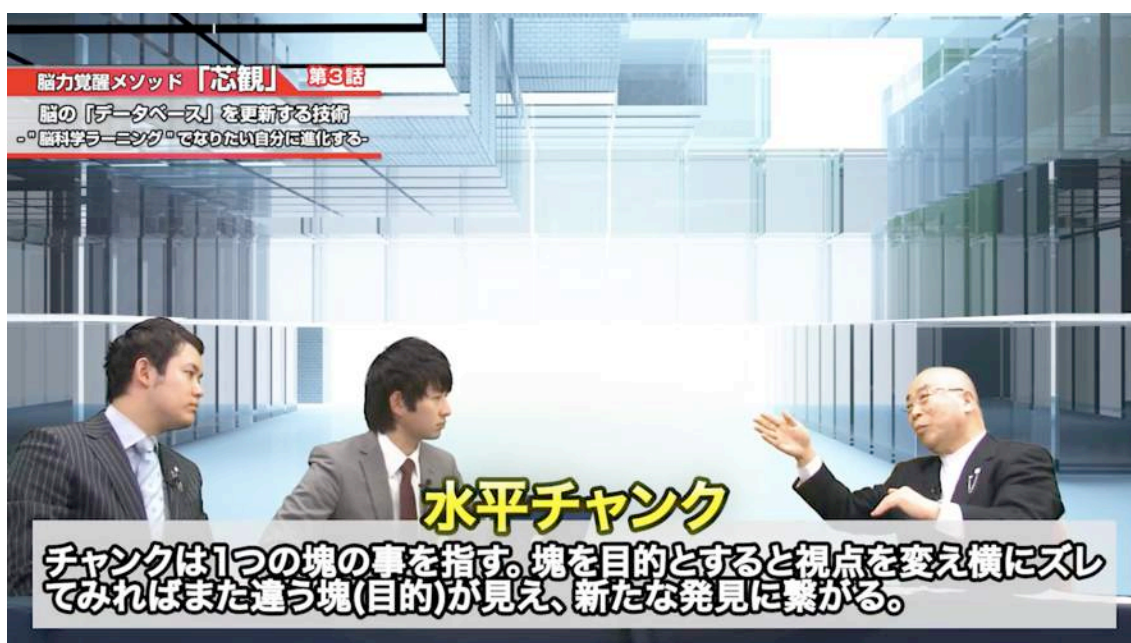 脳力覚醒メソッド「芯観」 第3話
脳の「データベース」を更新する技術
-"脳科学ラーニング"でなりたい自分に進化する-
水平チャンク
チャンクは1つの塊の事を指す。塊を目的とすると視点を変え横にズレ
てみればまた違う塊(目的)が見え、新たな発見に繋がる。